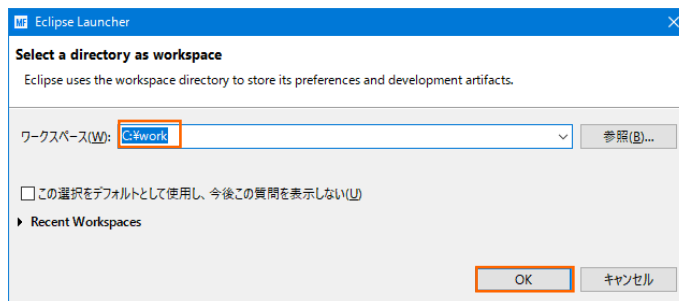 MF Eclipse Launcher
Select a directory as workspace
Eclipse uses the workspace directory to store its preferences and development artifacts.
ワークスペース(W): C:¥work 参照(B)...
この選択をデフォルトとして使用し、今後この質問を表示しない(U)
Recent Workspaces
OK キャンセル